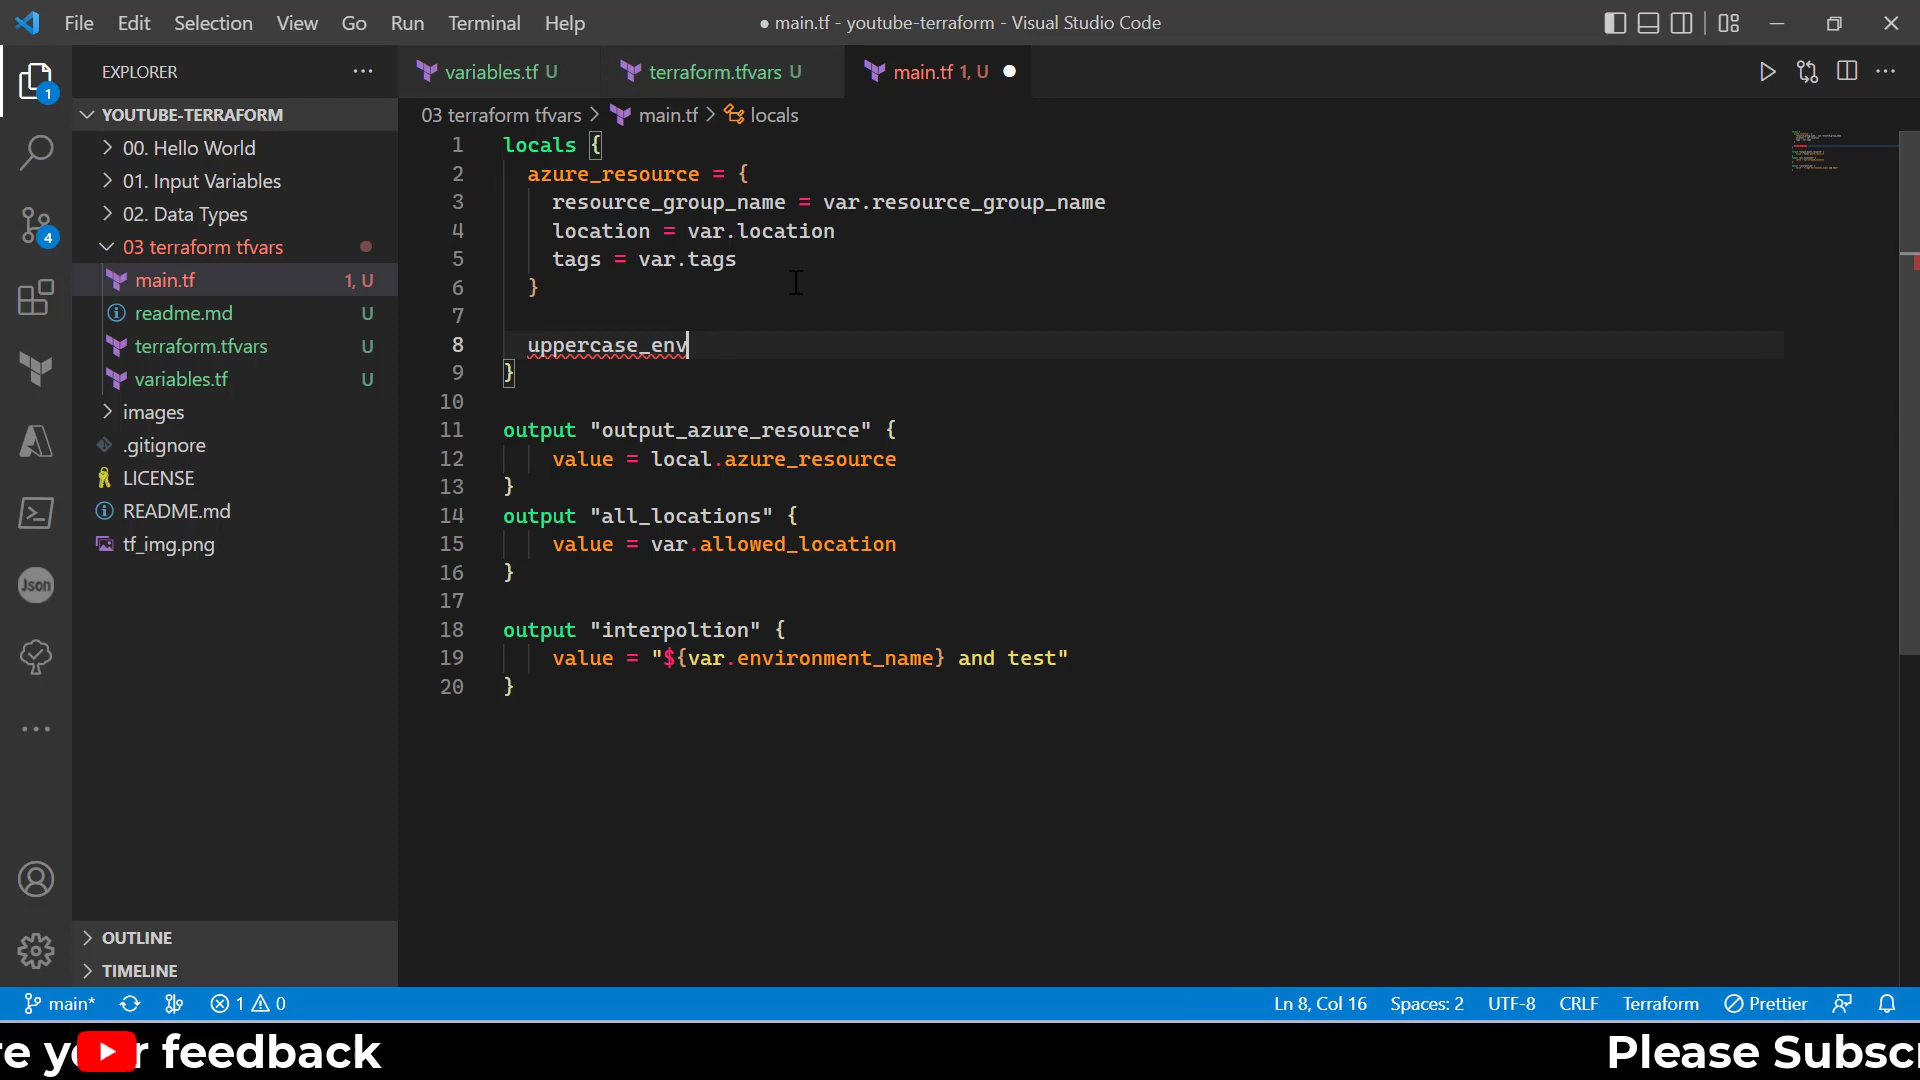 File Edit Selection View Go Run Terminal Help
● main.tf - youtube-terraform - Visual Studio Code
EXPLORER
variables.tf U
terraform.tfvars U
main.tf 1, U
YOUTUBE-TERRAFORM
03 terraform tfvars > main.tf > locals
00. Hello World
01. Input Variables
02. Data Types
03 terraform tfvars
main.tf 1, U
readme.md U
terraform.tfvars U
variables.tf U
images
.gitignore
LICENSE
README.md
tf_img.png
OUTLINE
TIMELINE
1
4
Json
1 locals {
2 azure_resource = {
3 resource_group_name = var.resource_group_name
4 location = var.location
5 tags = var.tags
6 }
7
8 uppercase_env
9 }
10
11 output "output_azure_resource" {
12 value = local.azure_resource
13 }
14 output "all_locations" {
15 value = var.allowed_location
16 }
17
18 output "interpoltion" {
19 value = "${var.environment_name} and test"
20 }
main* 1 0
Ln 8, Col 16 Spaces: 2 UTF-8 CRLF Terraform Prettier
feedback
Please Subsc